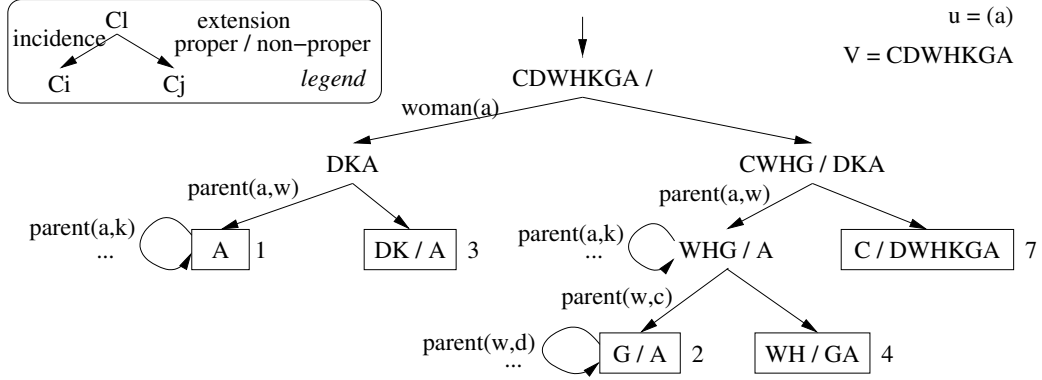 Cl
incidence
extension
proper / non−proper
Ci
Cj
legend
u = (a)
V = CDWHKGA
CDWHKGA /
woman(a)
DKA
CWHG / DKA
parent(a,w)
parent(a,w)
parent(a,k)
...
A
1
DK / A
3
parent(a,k)
...
WHG / A
C / DWHKGA
7
parent(w,c)
parent(w,d)
...
G / A
2
WH / GA
4